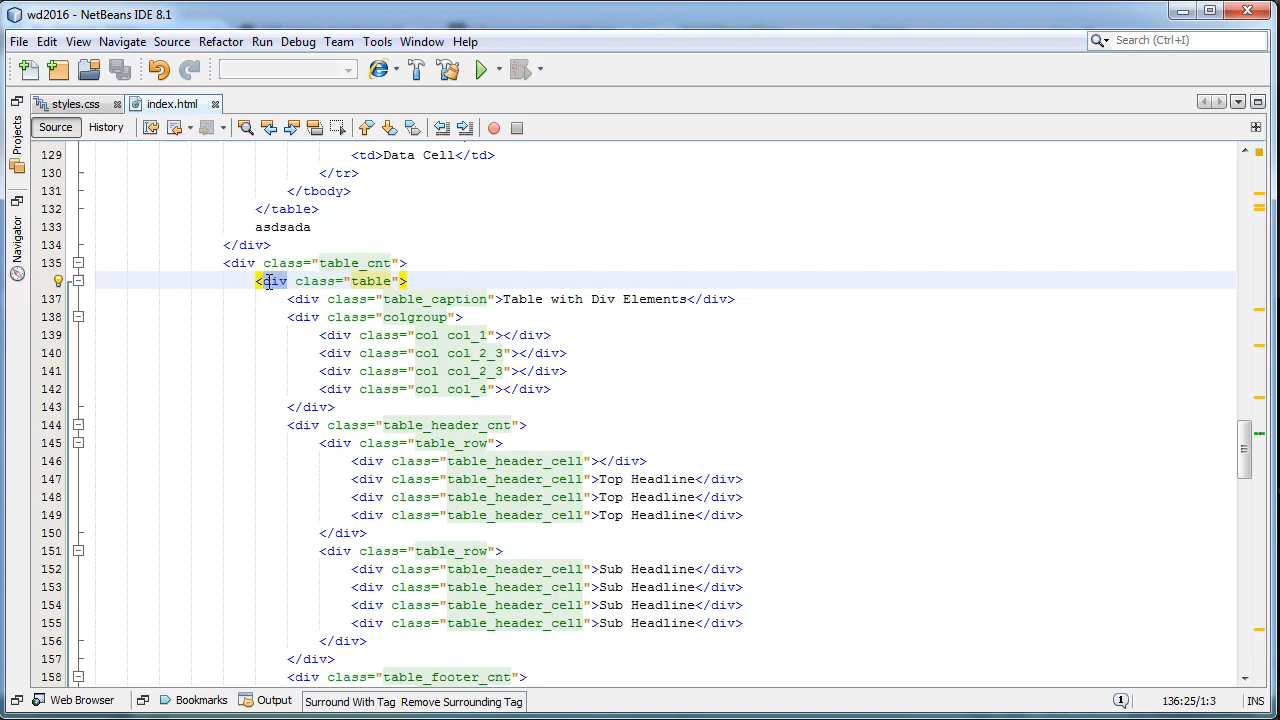 wd2016 - NetBeans IDE 8.1
File Edit View Navigate Source Refactor Run Debug Team Tools Window Help
Search (Ctrl+I)
styles.css index.html
Source History
Projects
Navigator
129 <td>Data Cell</td>
130 </tr>
131 </tbody>
132 </table>
133 asdsada
134 </div>
135 <div class="table_cnt">
<div class="table">
137 <div class="table_caption">Table with Div Elements</div>
138 <div class="colgroup">
139 <div class="col col_1"></div>
140 <div class="col col_2_3"></div>
141 <div class="col col_2_3"></div>
142 <div class="col col_4"></div>
143 </div>
144 <div class="table_header_cnt">
145 <div class="table_row">
146 <div class="table_header_cell"></div>
147 <div class="table_header_cell">Top Headline</div>
148 <div class="table_header_cell">Top Headline</div>
149 <div class="table_header_cell">Top Headline</div>
150 </div>
151 <div class="table_row">
152 <div class="table_header_cell">Sub Headline</div>
153 <div class="table_header_cell">Sub Headline</div>
154 <div class="table_header_cell">Sub Headline</div>
155 <div class="table_header_cell">Sub Headline</div>
156 </div>
157 </div>
158 <div class="table_footer_cnt">
Web Browser Bookmarks Output Surround With Tag Remove Surrounding Tag 1 136:25/1:3 INS